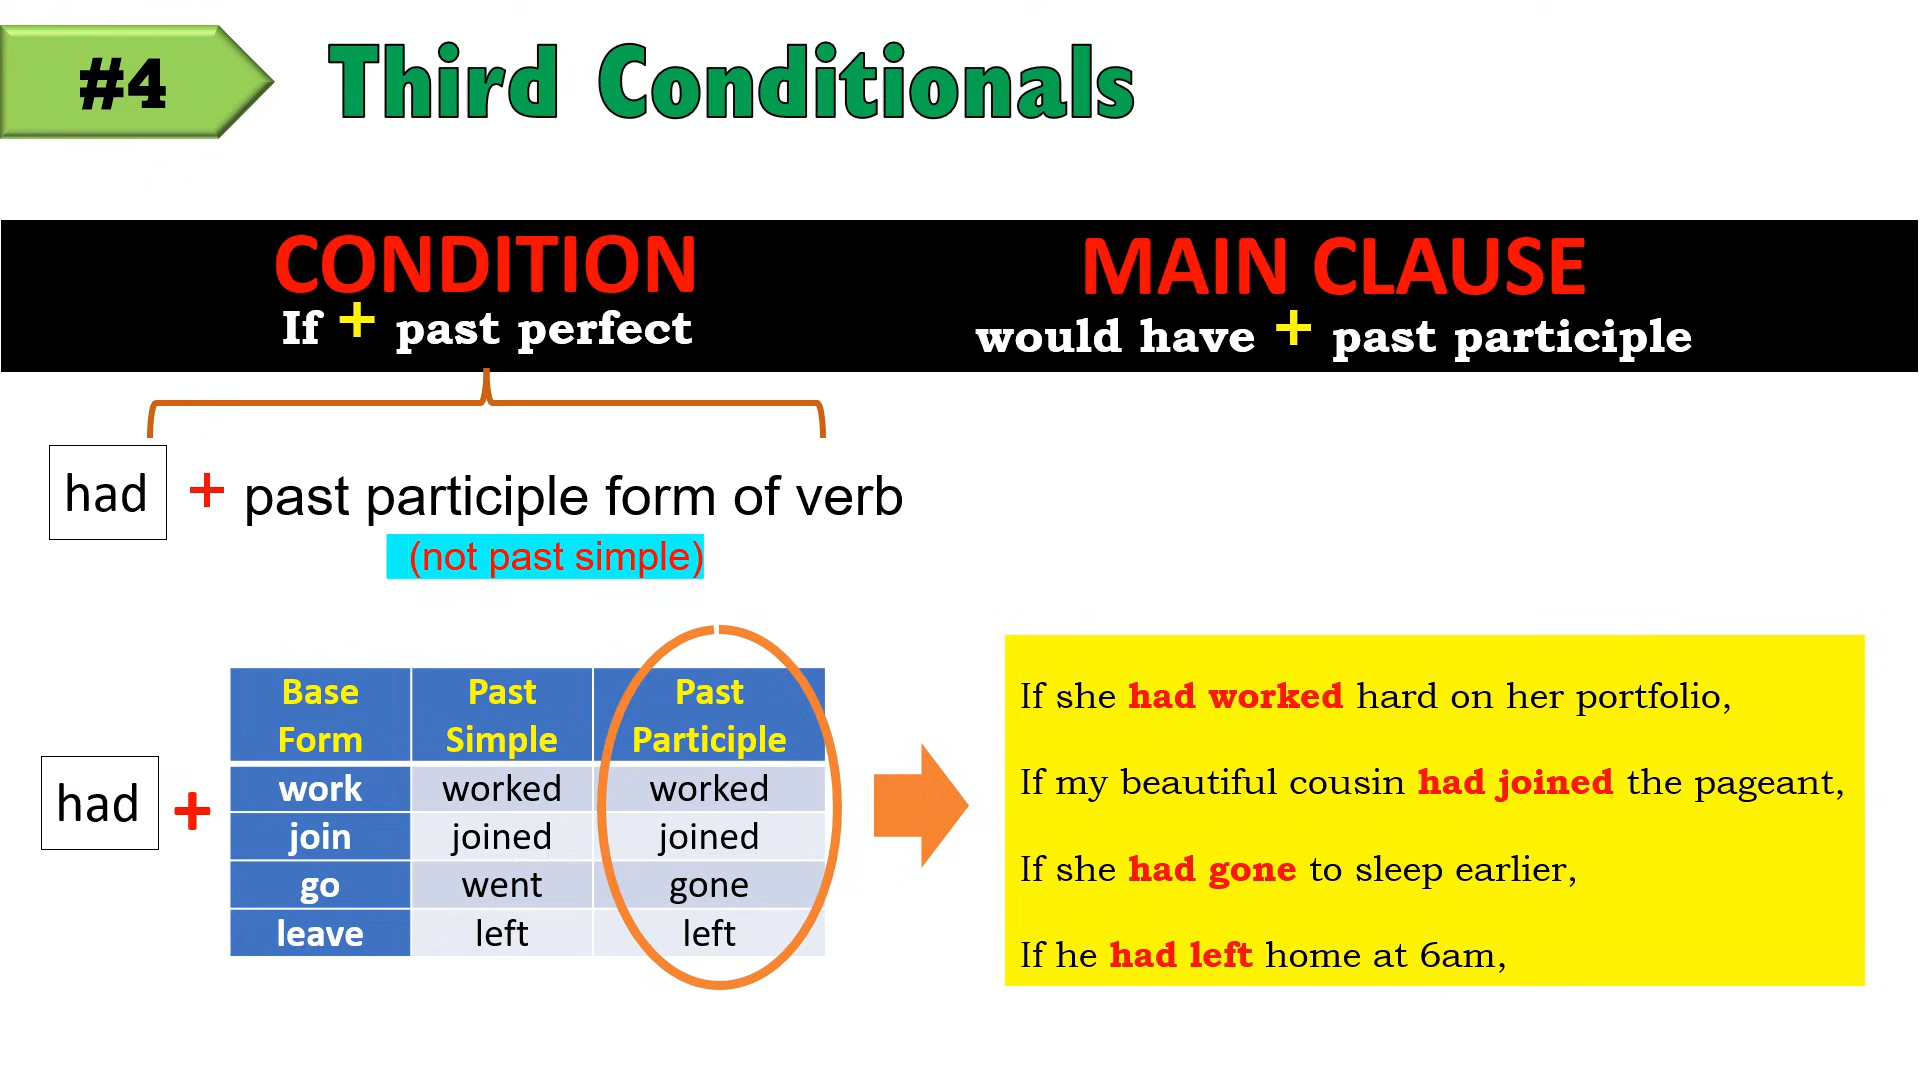 #4
Third Conditionals
CONDITION
If + past perfect
MAIN CLAUSE
would have + past participle
had + past participle form of verb
(not past simple)
had +
Base Form Past Simple Past Participle
work worked worked
join joined joined
go went gone
leave left left
If she had worked hard on her portfolio,
If my beautiful cousin had joined the pageant,
If she had gone to sleep earlier,
If he had left home at 6am,